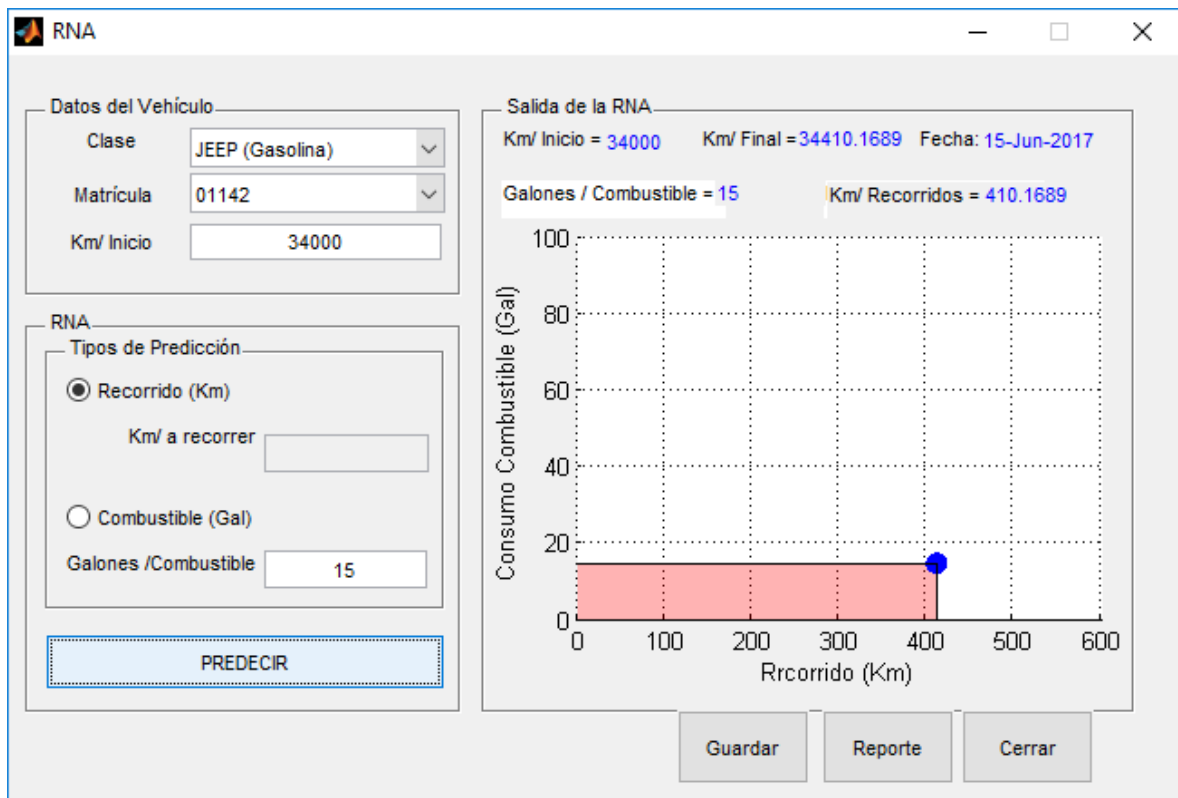 RNA
Datos del Vehículo
Clase
JEEP (Gasolina)
Matrícula
01142
Km/ Inicio
34000
RNA
Tipos de Predicción
Recorrido (Km)
Km/ a recorrer
Combustible (Gal)
Galones /Combustible
15
PREDECIR
Salida de la RNA
Km/ Inicio = 34000 Km/ Final =34410.1689 Fecha: 15-Jun-2017
Galones / Combustible = 15 Km/ Recorridos = 410.1689
Consumo Combustible (Gal)
100
80
60
40
20
0
0 100 200 300 400 500 600
Rrcorrido (Km)
Guardar Reporte Cerrar